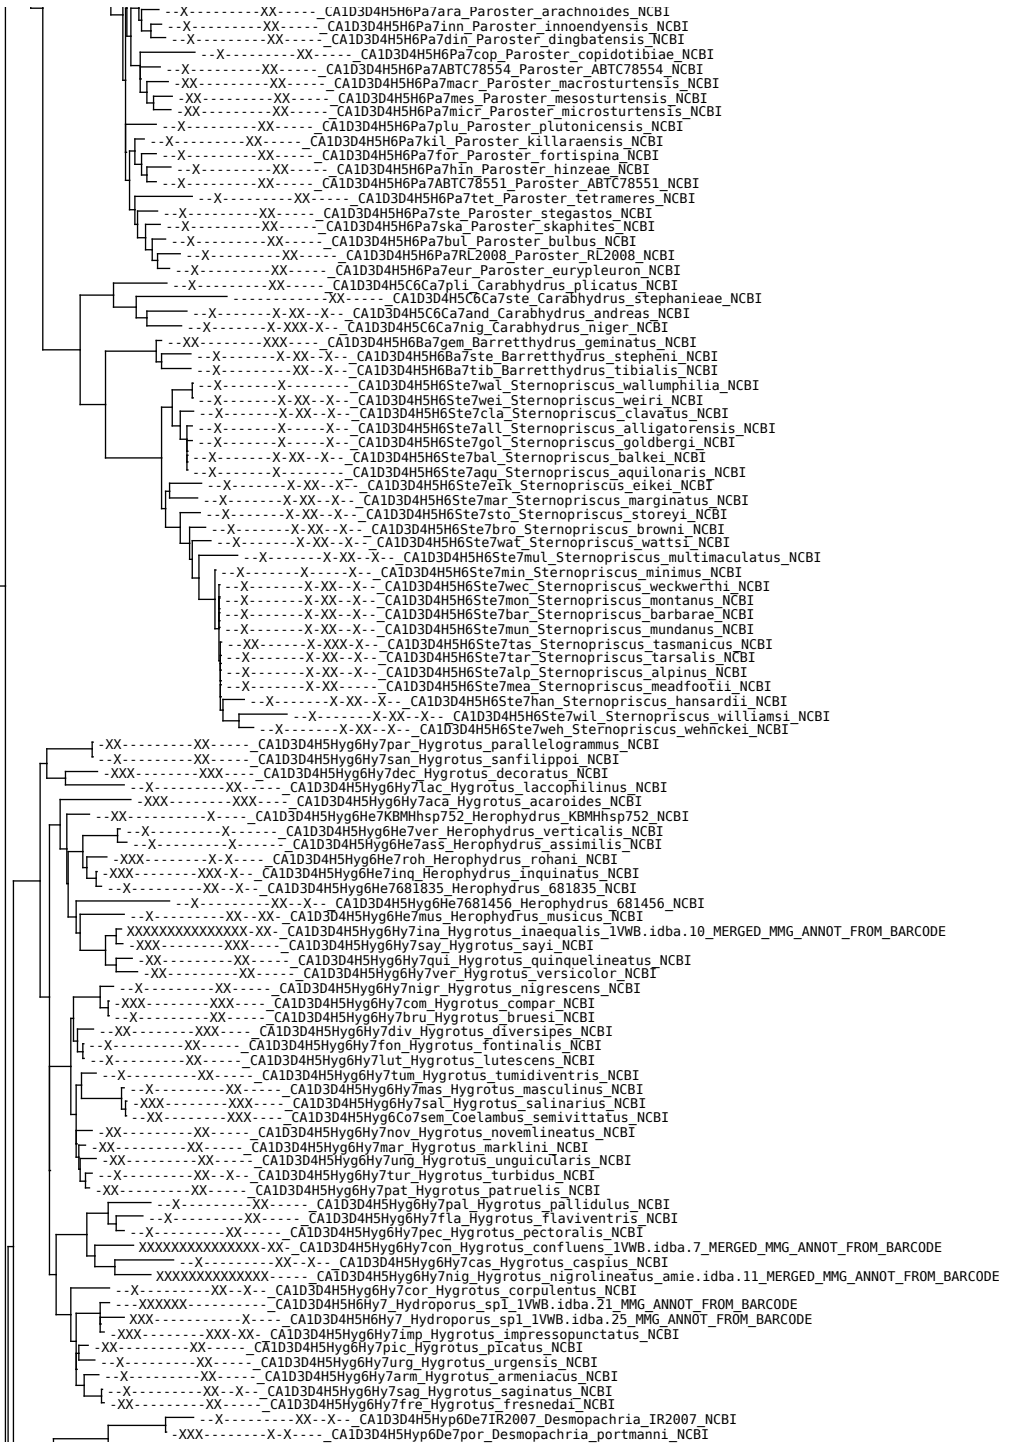 --X---------XX-----_CA1D3D4H5H6Pa7ara_Paroster_arachnoides_NCBI
--X---------XX-----_CA1D3D4H5H6Pa7inn_Paroster_innoendyensis_NCBI
--X---------XX-----_CA1D3D4H5H6Pa7din_Paroster_dingbatensis_NCBI
--X---------XX-----_CA1D3D4H5H6Pa7cop_Paroster_copidotibiae_NCBI
--X---------XX-----_CA1D3D4H5H6Pa7ABTC78554_Paroster_ABTC78554_NCBI
-XX---------XX-----_CA1D3D4H5H6Pa7macr_Paroster_macrosturtensis_NCBI
-XX---------XX-----_CA1D3D4H5H6Pa7mes_Paroster_mesosturtensis_NCBI
-XX---------XX-----_CA1D3D4H5H6Pa7micr_Paroster_microsturtensis_NCBI
--X---------XX-----_CA1D3D4H5H6Pa7plu_Paroster_plutonicensis_NCBI
--X---------XX-----_CA1D3D4H5H6Pa7kil_Paroster_killaraensis_NCBI
--X---------XX-----_CA1D3D4H5H6Pa7for_Paroster_fortispina_NCBI
--X---------XX-----_CA1D3D4H5H6Pa7hin_Paroster_hinzeae_NCBI
--X---------XX-----_CA1D3D4H5H6Pa7ABTC78551_Paroster_ABTC78551_NCBI
--X---------XX-----_CA1D3D4H5H6Pa7tet_Paroster_tetrameres_NCBI
--X---------XX-----_CA1D3D4H5H6Pa7ste_Paroster_stegastos_NCBI
--X---------XX-----_CA1D3D4H5H6Pa7ska_Paroster_skaphites_NCBI
--X---------XX-----_CA1D3D4H5H6Pa7bul_Paroster_bulbus_NCBI
--X---------XX-----_CA1D3D4H5H6Pa7RL2008_Paroster_RL2008_NCBI
--X---------XX-----_CA1D3D4H5H6Pa7eur_Paroster_eurypleuron_NCBI
--X---------XX-----_CA1D3D4H5C6Ca7pli_Carabhydrus_plicatus_NCBI
------------XX-----_CA1D3D4H5C6Ca7ste_Carabhydrus_stephanieae_NCBI
--X-------X-XX--X--_CA1D3D4H5C6Ca7and_Carabhydrus_andreas_NCBI
--X-------X-XXX-X--_CA1D3D4H5C6Ca7nig_Carabhydrus_niger_NCBI
--XX--------XXX----_CA1D3D4H5H6Ba7gem_Barretthydrus_geminatus_NCBI
--X-------X-XX--X--_CA1D3D4H5H6Ba7ste_Barretthydrus_stepheni_NCBI
--X---------XX--X--_CA1D3D4H5H6Ba7tib_Barretthydrus_tibialis_NCBI
--X-------X--------_CA1D3D4H5H6Ste7wal_Sternopriscus_wallumphilia_NCBI
--X-------X-XX--X--_CA1D3D4H5H6Ste7wei_Sternopriscus_weiri_NCBI
--X-------X-XX--X--_CA1D3D4H5H6Ste7cla_Sternopriscus_clavatus_NCBI
--X-------X-----X--_CA1D3D4H5H6Ste7all_Sternopriscus_alligatorensis_NCBI
--X-------X-----X--_CA1D3D4H5H6Ste7gol_Sternopriscus_goldbergi_NCBI
--X-------X-XX--X--_CA1D3D4H5H6Ste7bal_Sternopriscus_balkei_NCBI
--X-------X--------_CA1D3D4H5H6Ste7aqu_Sternopriscus_aquilonaris_NCBI
--X-------X-XX--X--_CA1D3D4H5H6Ste7eik_Sternopriscus_eikei_NCBI
--X-------X-XX--X--_CA1D3D4H5H6Ste7mar_Sternopriscus_marginatus_NCBI
--X-------X-XX--X--_CA1D3D4H5H6Ste7sto_Sternopriscus_storeyi_NCBI
--X-------X-XX--X--_CA1D3D4H5H6Ste7bro_Sternopriscus_browni_NCBI
--X-------X-XX--X--_CA1D3D4H5H6Ste7wat_Sternopriscus_wattsi_NCBI
--X-------X-XX--X--_CA1D3D4H5H6Ste7mul_Sternopriscus_multimaculatus_NCBI
--X-------X-----X--_CA1D3D4H5H6Ste7min_Sternopriscus_minimus_NCBI
--X-------X-XX--X--_CA1D3D4H5H6Ste7wec_Sternopriscus_weckwerthi_NCBI
--X-------X-XX--X--_CA1D3D4H5H6Ste7mon_Sternopriscus_montanus_NCBI
--X-------X-XX--X--_CA1D3D4H5H6Ste7bar_Sternopriscus_barbarae_NCBI
--X-------X-XX--X--_CA1D3D4H5H6Ste7mun_Sternopriscus_mundanus_NCBI
--XX------X-XXX-X--_CA1D3D4H5H6Ste7tas_Sternopriscus_tasmanicus_NCBI
--X-------X-XX--X--_CA1D3D4H5H6Ste7tar_Sternopriscus_tarsalis_NCBI
--X-------X-XX--X--_CA1D3D4H5H6Ste7alp_Sternopriscus_alpinus_NCBI
--X-------X-XX-----_CA1D3D4H5H6Ste7mea_Sternopriscus_meadfootii_NCBI
--X-------X-XX--X--_CA1D3D4H5H6Ste7han_Sternopriscus_hansardii_NCBI
--X-------X-XX--X--_CA1D3D4H5H6Ste7wil_Sternopriscus_williamsi_NCBI
--X-------X-XX--X--_CA1D3D4H5H6Ste7weh_Sternopriscus_wehnckei_NCBI
-XX---------XX-----_CA1D3D4H5Hyg6Hy7par_Hygrotus_parallelogrammus_NCBI
--X---------XX-----_CA1D3D4H5Hyg6Hy7san_Hygrotus_sanfilippoi_NCBI
-XXX--------XXX----_CA1D3D4H5Hyg6Hy7dec_Hygrotus_decoratus_NCBI
--X---------XX-----_CA1D3D4H5Hyg6Hy7lac_Hygrotus_laccophilinus_NCBI
-XXX--------XXX----_CA1D3D4H5Hyg6Hy7aca_Hygrotus_acaroides_NCBI
--XX----------X----_CA1D3D4H5Hyg6He7KBMHhsp752_Herophydrus_KBMHhsp752_NCBI
--X---------X------_CA1D3D4H5Hyg6He7ver_Herophydrus_verticalis_NCBI
--X---------X------_CA1D3D4H5Hyg6He7ass_Herophydrus_assimilis_NCBI
-XXX--------X-X----_CA1D3D4H5Hyg6He7roh_Herophydrus_rohani_NCBI
-XXX--------XXX-X--_CA1D3D4H5Hyg6He7inq_Herophydrus_inquinatus_NCBI
--X---------XX--X--_CA1D3D4H5Hyg6He7681835_Herophydrus_681835_NCBI
--X---------XX--X--_CA1D3D4H5Hyg6He7681456_Herophydrus_681456_NCBI
--X---------XX--XX-_CA1D3D4H5Hyg6He7mus_Herophydrus_musicus_NCBI
XXXXXXXXXXXXXXX-XX-_CA1D3D4H5Hyg6Hy7ina_Hygrotus_inaequalis_1VWB.idba.10_MERGED_MMG_ANNOT_FROM_BARCODE
-XXX--------XXX----_CA1D3D4H5Hyg6Hy7say_Hygrotus_sayi_NCBI
-XX---------XX-----_CA1D3D4H5Hyg6Hy7qui_Hygrotus_quinquelineatus_NCBI
-XX---------XX-----_CA1D3D4H5Hyg6Hy7ver_Hygrotus_versicolor_NCBI
--X---------XX-----_CA1D3D4H5Hyg6Hy7nigr_Hygrotus_nigrescens_NCBI
-XXX--------XXX----_CA1D3D4H5Hyg6Hy7com_Hygrotus_compar_NCBI
--X---------XX-----_CA1D3D4H5Hyg6Hy7bru_Hygrotus_bruesi_NCBI
--XX--------XXX----_CA1D3D4H5Hyg6Hy7div_Hygrotus_diversipes_NCBI
--X---------XX-----_CA1D3D4H5Hyg6Hy7fon_Hygrotus_fontinalis_NCBI
--X---------XX-----_CA1D3D4H5Hyg6Hy7lut_Hygrotus_lutescens_NCBI
--X---------XX-----_CA1D3D4H5Hyg6Hy7tum_Hygrotus_tumidiventris_NCBI
--X---------XX-----_CA1D3D4H5Hyg6Hy7mas_Hygrotus_masculinus_NCBI
-XXX--------XXX----_CA1D3D4H5Hyg6Hy7sal_Hygrotus_salinarius_NCBI
--XX--------XXX----_CA1D3D4H5Hyg6Co7sem_Coelambus_semivittatus_NCBI
-XX---------XX-----_CA1D3D4H5Hyg6Hy7nov_Hygrotus_novemlineatus_NCBI
-XX---------XX-----_CA1D3D4H5Hyg6Hy7mar_Hygrotus_marklini_NCBI
-XX---------XX-----_CA1D3D4H5Hyg6Hy7ung_Hygrotus_unguicularis_NCBI
--X---------XX--X--_CA1D3D4H5Hyg6Hy7tur_Hygrotus_turbidus_NCBI
-XX---------XX-----_CA1D3D4H5Hyg6Hy7pat_Hygrotus_patruelis_NCBI
--X---------XX-----_CA1D3D4H5Hyg6Hy7pal_Hygrotus_pallidulus_NCBI
--X---------XX-----_CA1D3D4H5Hyg6Hy7fla_Hygrotus_flaviventris_NCBI
--X---------XX-----_CA1D3D4H5Hyg6Hy7pec_Hygrotus_pectoralis_NCBI
XXXXXXXXXXXXXXX-XX-_CA1D3D4H5Hyg6Hy7con_Hygrotus_confluens_1VWB.idba.7_MERGED_MMG_ANNOT_FROM_BARCODE
--X---------XX--X--_CA1D3D4H5Hyg6Hy7cas_Hygrotus_caspius_NCBI
XXXXXXXXXXXXXX-----_CA1D3D4H5Hyg6Hy7nig_Hygrotus_nigrolineatus_amie.idba.11_MERGED_MMG_ANNOT_FROM_BARCODE
--X---------XX--X--_CA1D3D4H5Hyg6Hy7cor_Hygrotus_corpulentus_NCBI
---XXXXXX----------_CA1D3D4H5H6Hy7_Hydroporus_sp1_1VWB.idba.21_MMG_ANNOT_FROM_BARCODE
XXX-----------X----_CA1D3D4H5H6Hy7_Hydroporus_sp1_1VWB.idba.25_MMG_ANNOT_FROM_BARCODE
-XXX--------XXX-XX-_CA1D3D4H5Hyg6Hy7imp_Hygrotus_impressopunctatus_NCBI
-XX---------XX-----_CA1D3D4H5Hyg6Hy7pic_Hygrotus_picatus_NCBI
--X---------XX-----_CA1D3D4H5Hyg6Hy7urg_Hygrotus_urgensis_NCBI
--X---------XX-----_CA1D3D4H5Hyg6Hy7arm_Hygrotus_armeniacus_NCBI
--X---------XX--X--_CA1D3D4H5Hyg6Hy7sag_Hygrotus_saginatus_NCBI
-XX---------XX-----_CA1D3D4H5Hyg6Hy7fre_Hygrotus_fresnedai_NCBI
--X---------XX--X--_CA1D3D4H5Hyp6De7IR2007_Desmopachria_IR2007_NCBI
-XXX--------X-X----_CA1D3D4H5Hyp6De7por_Desmopachria_portmanni_NCBI